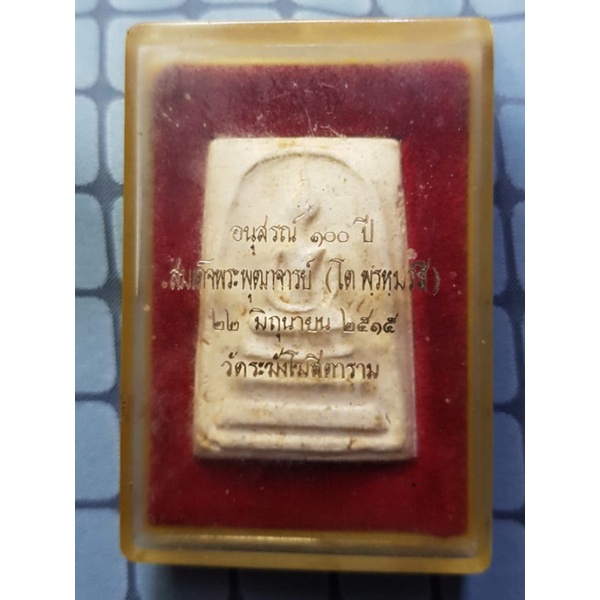 อนุสรณ์ ๑๐๐ ปี
สมเด็จพระพุฒาจารย์ (โต พฺรหฺมรํสี)
๒๒ มิถุนายน ๒๕๑๕
วัดระฆังโฆสิตาราม